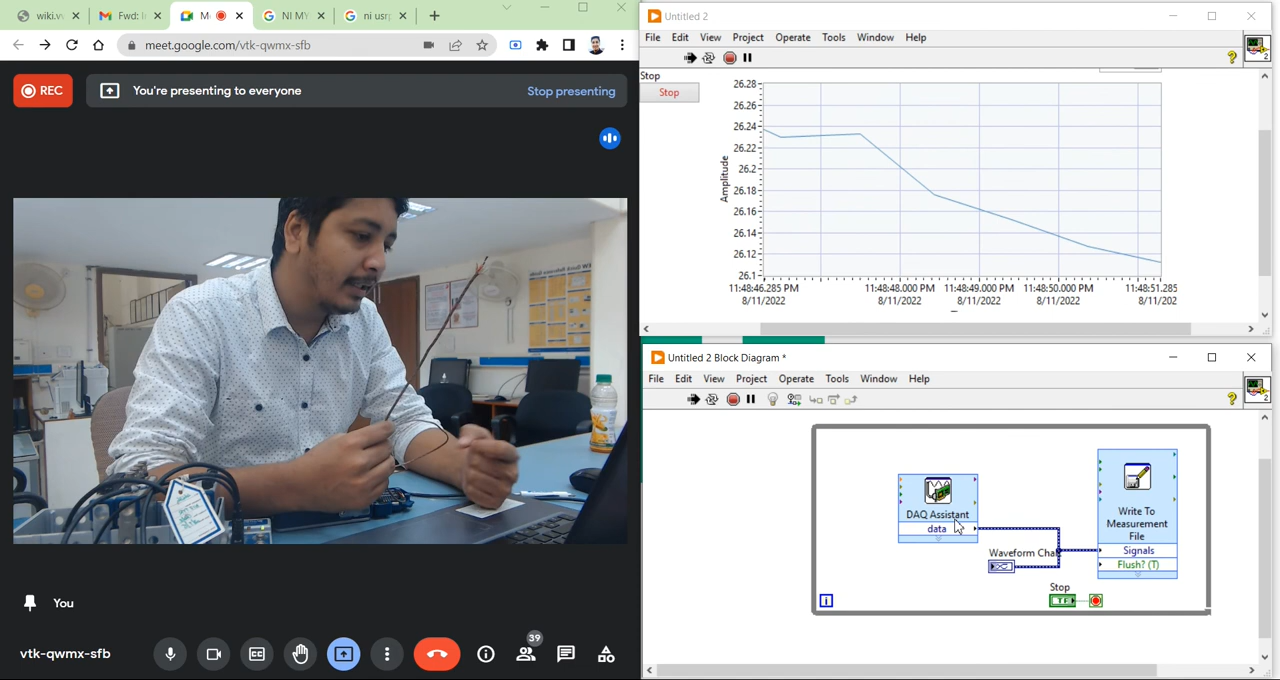 wiki.v
Fwd: I
M
NI MY
ni usrp
meet.google.com/vtk-qwmx-sfb
REC
You're presenting to everyone
Stop presenting
You
vtk-qwmx-sfb
39
Untitled 2
File Edit View Project Operate Tools Window Help
2
Stop
Stop
26.28
26.26
26.24
26.22
26.2
26.18
26.16
26.14
26.12
26.1
Amplitude
11:48:46.285 PM 11:48:48.000 PM 11:48:49.000 PM 11:48:50.000 PM 11:48:51.285
8/11/2022 8/11/2022 8/11/2022 8/11/2022 8/11/202
Untitled 2 Block Diagram *
File Edit View Project Operate Tools Window Help
2
DAQ Assistant
data
Waveform Cha
Write To
Measurement
File
Signals
Flush? (T)
Stop
TF
i